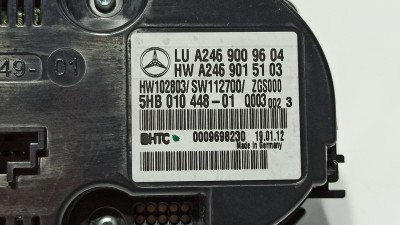 LU A246 900 96 04
HW A246 901 51 03
HW102803/SW112700/ ZGS000
5HB 010 448-01 Q003 002 3
BHTC 0009698230 19.01.12
Made in Germany
49-01